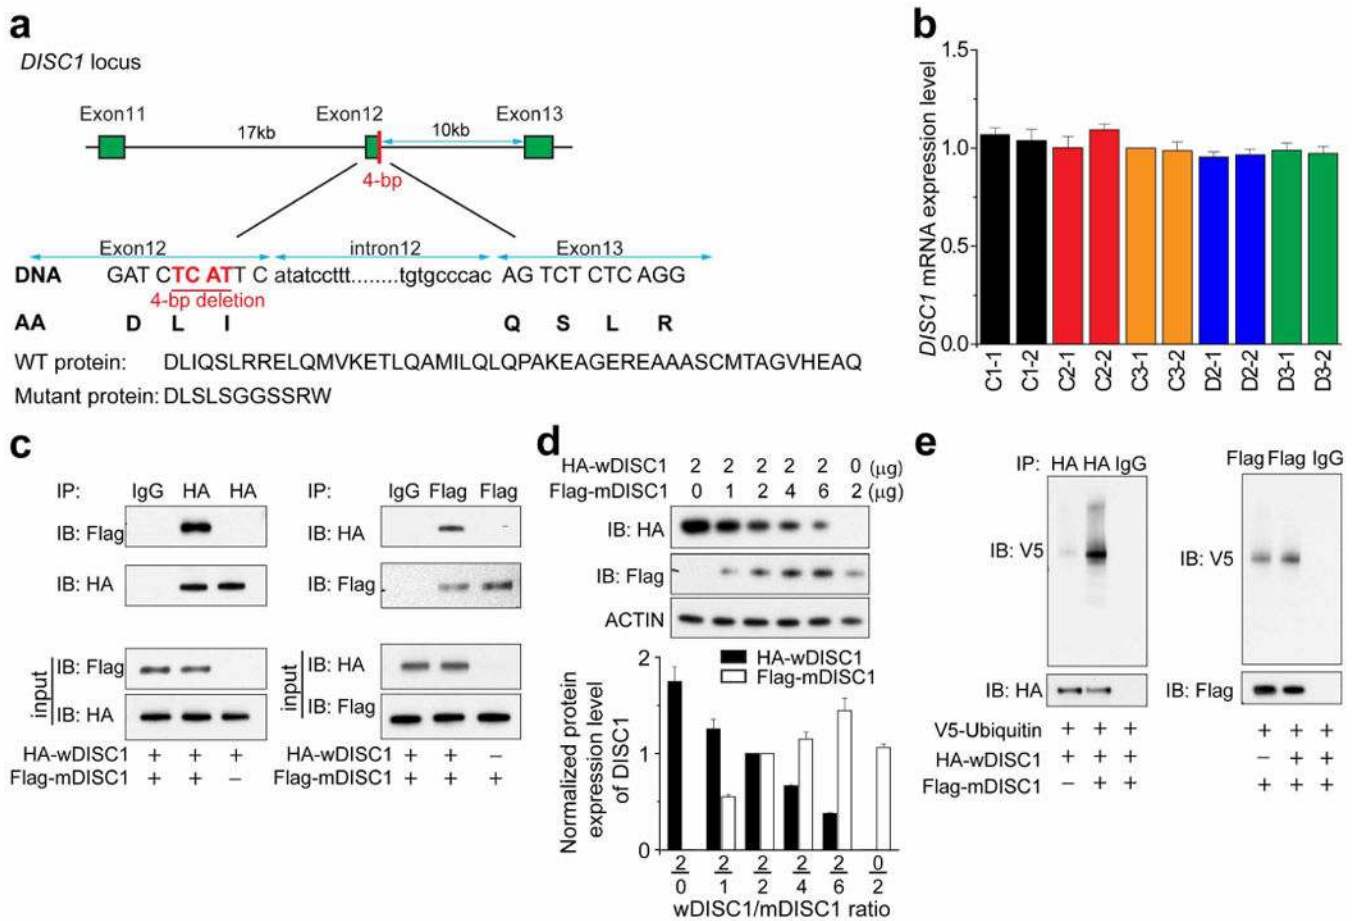 a
DISC1 locus
Exon11
Exon12
Exon13
17kb
10kb
4-bp
Exon12
intron12
Exon13
DNA GAT CTCATTC atatccttt........tgtgcccac AG TCT CTC AGG
4-bp deletion
AA D L I Q S L R
WT protein: DLIQSLRRELQMVKETLQAMILQLQPAKEAGEREAAASCMTAGVHEAQ
Mutant protein: DLSLSGGSSRW
b
DISC1 mRNA expression level
1.5
1.0
0.5
0.0
C1-1
C1-2
C2-1
C2-2
C3-1
C3-2
D2-1
D2-2
D3-1
D3-2
c
IP: IgG HA HA
IB: Flag
IB: HA
input
IB: Flag
IB: HA
HA-wDISC1 + + +
Flag-mDISC1 + + –
IP: IgG Flag Flag
IB: HA
IB: Flag
input
IB: HA
IB: Flag
HA-wDISC1 + + –
Flag-mDISC1 + + +
d
HA-wDISC1 2 2 2 2 2 0 (μg)
Flag-mDISC1 0 1 2 4 6 2 (μg)
IB: HA
IB: Flag
ACTIN
HA-wDISC1
Flag-mDISC1
Normalized protein
expression level
of DISC1
2
1
0
2 2 2 2 2 0
0 1 2 4 6 2
wDISC1/mDISC1 ratio
e
IP: HA HA IgG
IB: V5
IB: HA
V5-Ubiquitin + + +
HA-wDISC1 + + +
Flag-mDISC1 – + +
Flag Flag IgG
IB: V5
IB: Flag
+ + +
– + +
+ + +